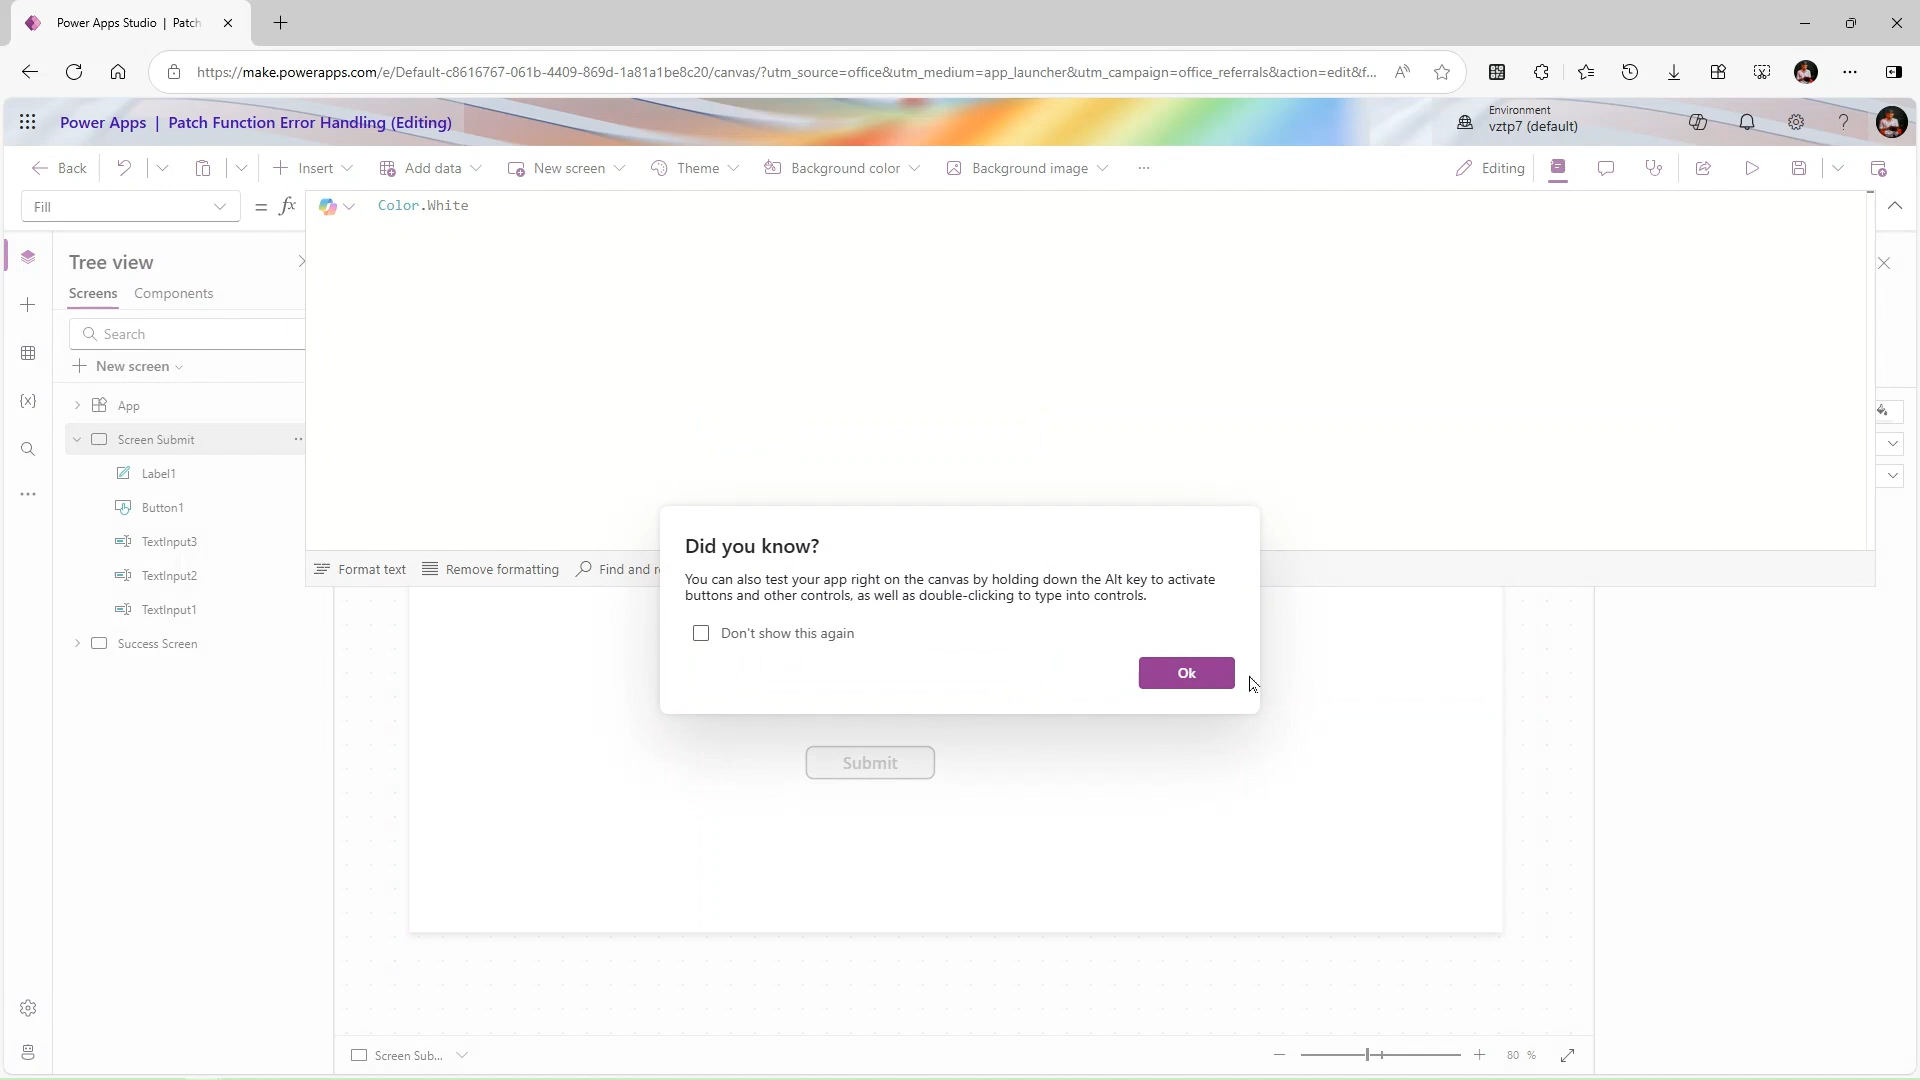 Power Apps Studio | Patch
https://make.powerapps.com/e/Default-c8616767-061b-4409-869d-1a81a1be8c20/canvas/?utm_source=office&utm_medium=app_launcher&utm_campaign=office_referrals&action=edit&f...
Power Apps | Patch Function Error Handling (Editing)
Environment
vztp7 (default)
Back
Insert
Add data
New screen
Theme
Background color
Background image
...
Editing
Fill
=
fx
Color.White
Tree view
Screens
Components
Search
New screen
App
Screen Submit
Label1
Button1
TextInput3
TextInput2
TextInput1
Success Screen
Format text
Remove formatting
Find and
Did you know?
You can also test your app right on the canvas by holding down the Alt key to activate
buttons and other controls, as well as double-clicking to type into controls.
Don't show this again
Ok
Submit
Screen Sub...
80 %